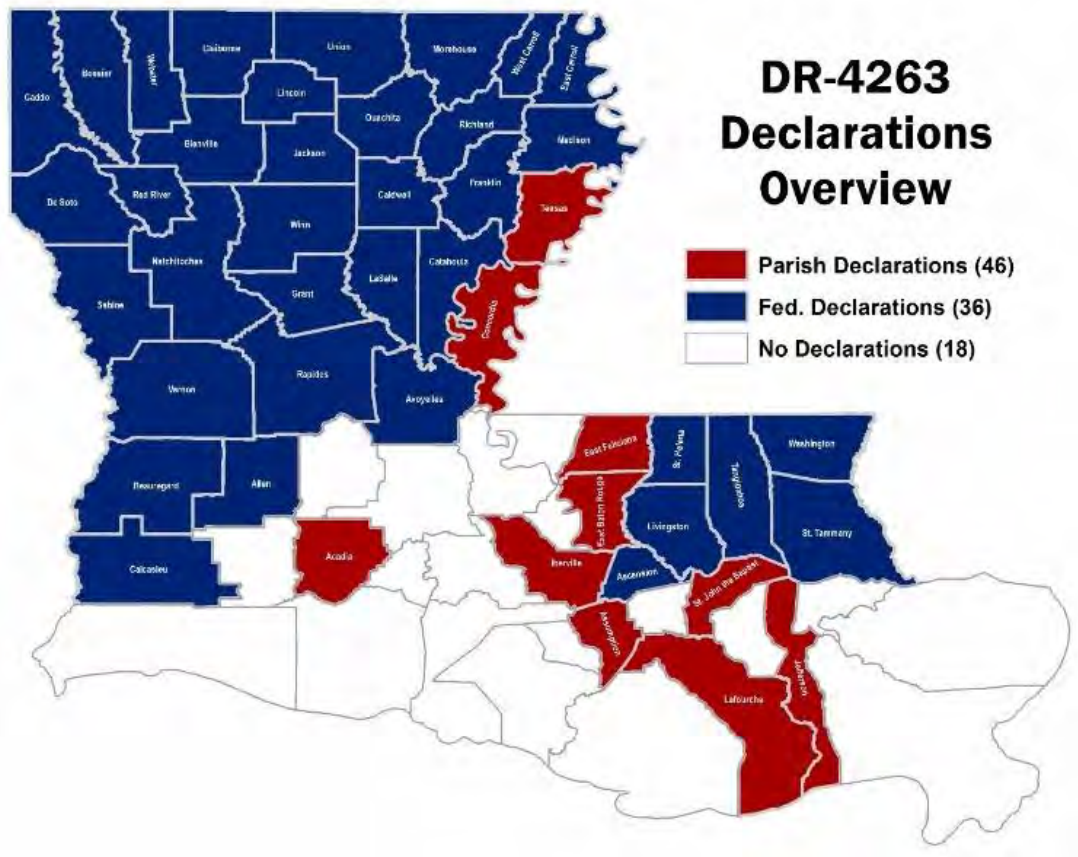 DR-4263
Declarations
Overview
Parish Declarations (46)
Fed. Declarations (36)
No Declarations (18)
Caddo
Bossier
Webster
Claiborne
Union
Morehouse
West Carroll
East Carroll
Lincoln
Ouachita
Richland
Madison
Bienville
Jackson
De Soto
Red River
Caldwell
Franklin
Tensas
Winn
Natchitoches
LaSalle
Catahoula
Sabine
Grant
Concordia
Vernon
Rapides
Avoyelles
East Feliciana
St. Helena
Tangipahoa
Washington
Beauregard
Allen
East Baton Rouge
Livingston
St. Tammany
Calcasieu
Acadia
Iberville
Ascension
St. John the Baptist
Assumption
Jefferson
Lafourche